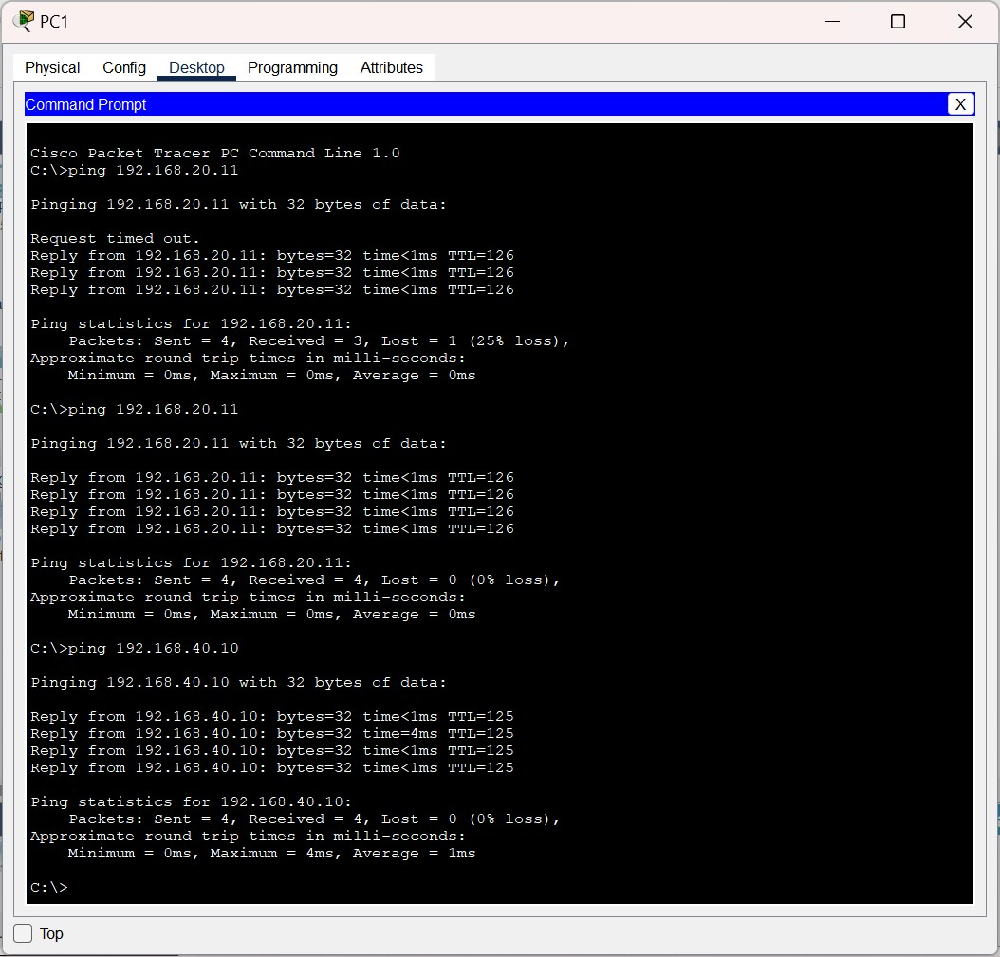 PC1
Physical Config Desktop Programming Attributes
Command Prompt X
Cisco Packet Tracer PC Command Line 1.0
C:\>ping 192.168.20.11
Pinging 192.168.20.11 with 32 bytes of data:
Request timed out.
Reply from 192.168.20.11: bytes=32 time<1ms TTL=126
Reply from 192.168.20.11: bytes=32 time<1ms TTL=126
Reply from 192.168.20.11: bytes=32 time<1ms TTL=126
Ping statistics for 192.168.20.11:
Packets: Sent = 4, Received = 3, Lost = 1 (25% loss),
Approximate round trip times in milli-seconds:
Minimum = 0ms, Maximum = 0ms, Average = 0ms
C:\>ping 192.168.20.11
Pinging 192.168.20.11 with 32 bytes of data:
Reply from 192.168.20.11: bytes=32 time<1ms TTL=126
Reply from 192.168.20.11: bytes=32 time<1ms TTL=126
Reply from 192.168.20.11: bytes=32 time<1ms TTL=126
Reply from 192.168.20.11: bytes=32 time<1ms TTL=126
Ping statistics for 192.168.20.11:
Packets: Sent = 4, Received = 4, Lost = 0 (0% loss),
Approximate round trip times in milli-seconds:
Minimum = 0ms, Maximum = 0ms, Average = 0ms
C:\>ping 192.168.40.10
Pinging 192.168.40.10 with 32 bytes of data:
Reply from 192.168.40.10: bytes=32 time<1ms TTL=125
Reply from 192.168.40.10: bytes=32 time=4ms TTL=125
Reply from 192.168.40.10: bytes=32 time<1ms TTL=125
Reply from 192.168.40.10: bytes=32 time<1ms TTL=125
Ping statistics for 192.168.40.10:
Packets: Sent = 4, Received = 4, Lost = 0 (0% loss),
Approximate round trip times in milli-seconds:
Minimum = 0ms, Maximum = 4ms, Average = 1ms
C:\>
Top